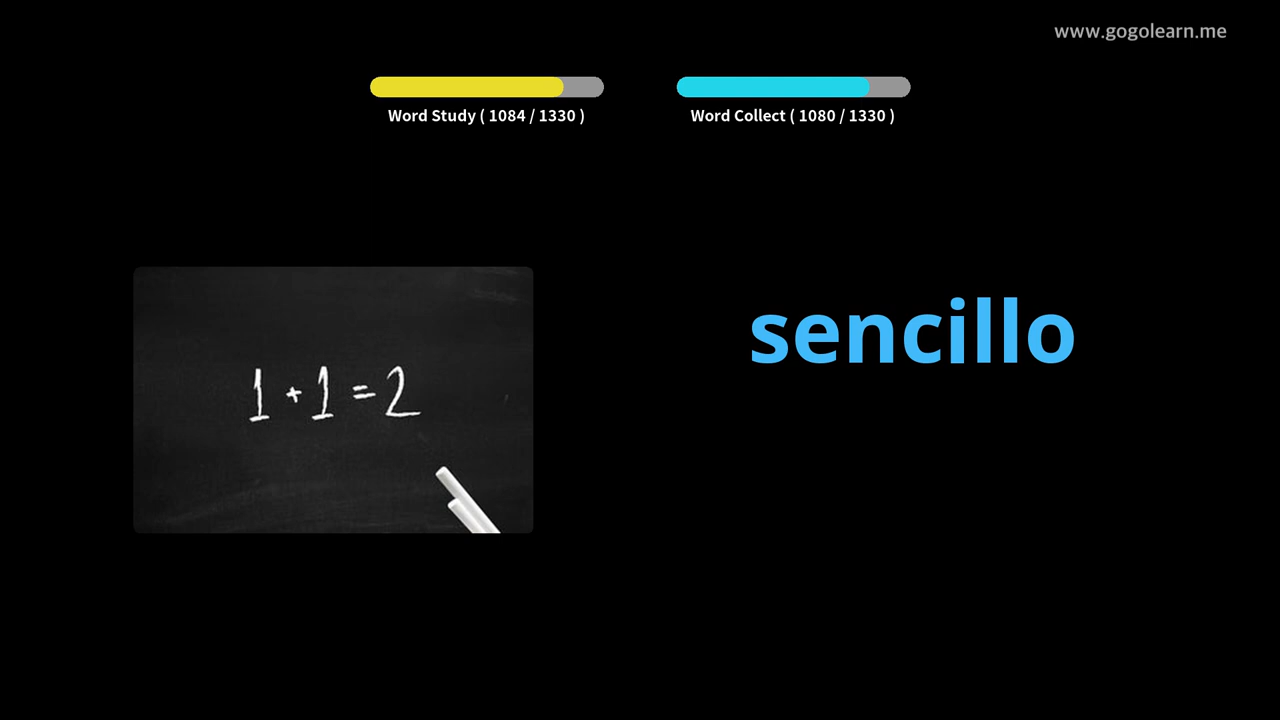 www.gogolearn.me
Word Study ( 1084 / 1330 )
Word Collect ( 1080 / 1330 )
sencillo
1 + 1 = 2